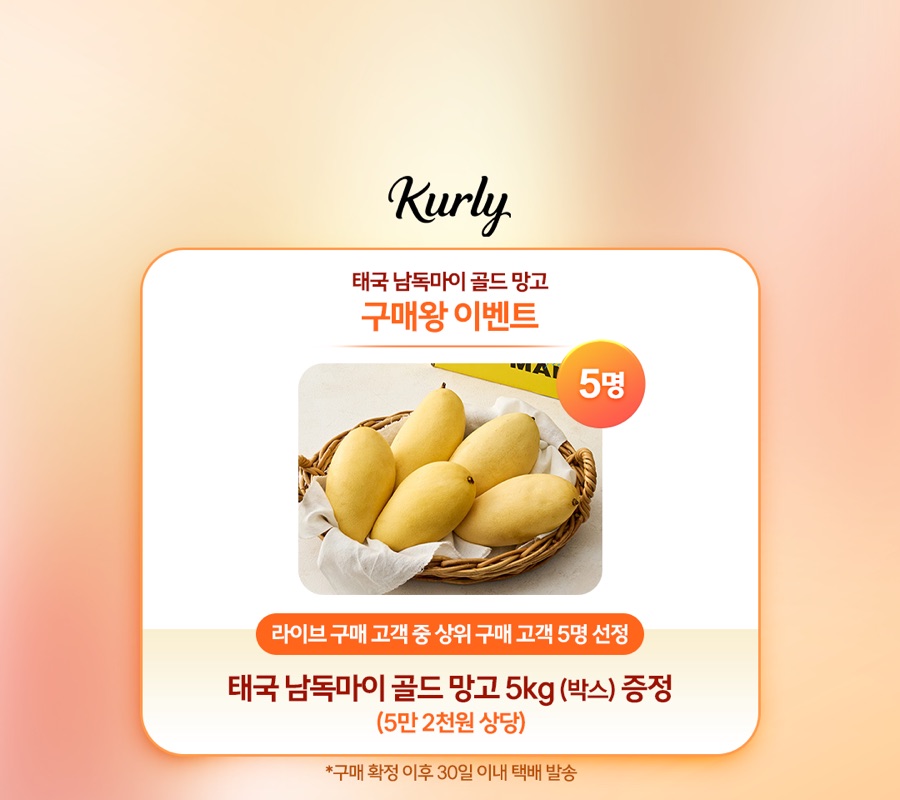 Kurly
태국 남독마이 골드 망고
구매왕 이벤트
5명
라이브 구매 고객 중 상위 구매 고객 5명 선정
태국 남독마이 골드 망고 5kg (박스) 증정
(5만 2천원 상당)
*구매 확정 이후 30일 이내 택배 발송